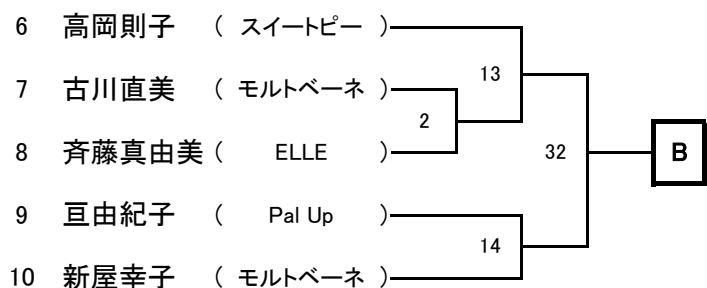 6 高岡則子 ( スイートピー )
13
7 古川直美 ( モルトベーネ )
2
8 斉藤真由美 ( ELLE )
32
B
9 亘由紀子 ( Pal Up )
14
10 新屋幸子 ( モルトベーネ )